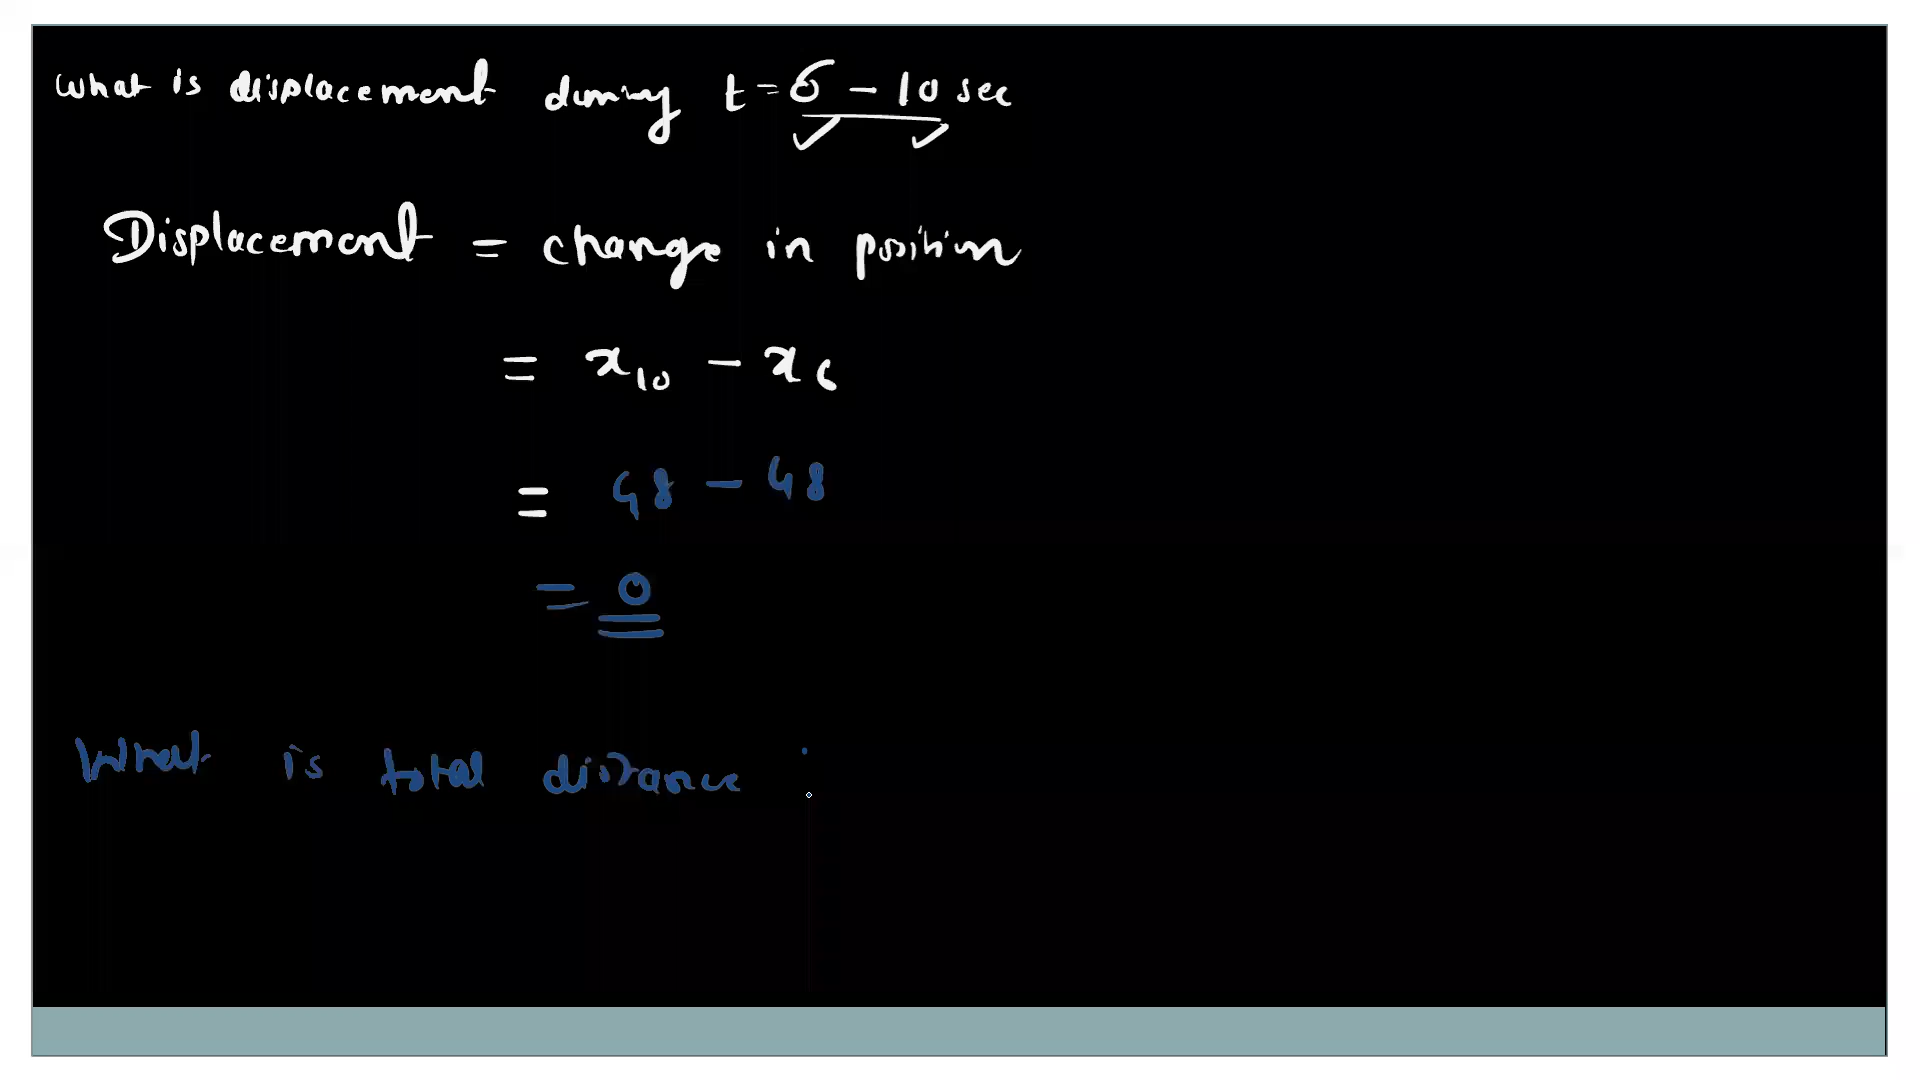 What is displacement during t = 6 - 10 sec
Displacement = change in position
= x₁₀ - x₆
= 48 - 48
= 0
What is total distance :